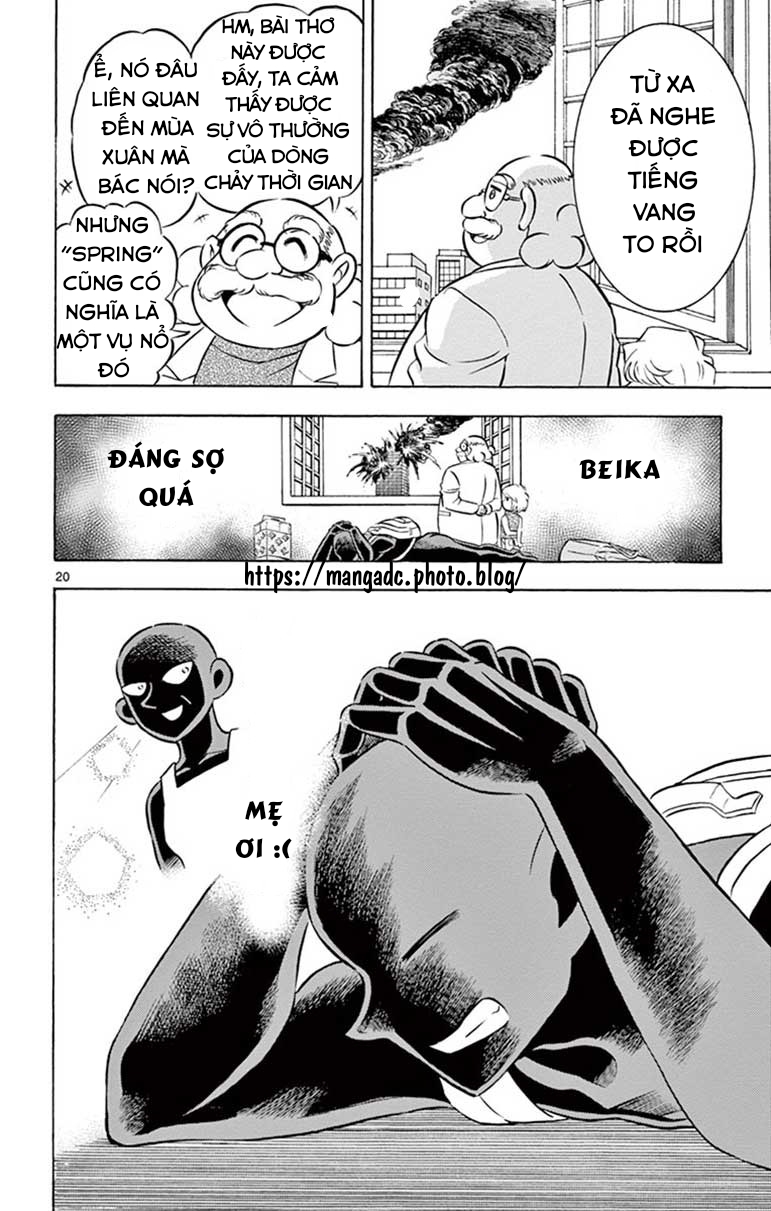 TỪ XA
ĐÃ NGHE
ĐƯỢC
TIẾNG
VANG
TO RỒI
HM, BÀI THƠ
NÀY ĐƯỢC
ĐẤY, TA CẢM
THẤY ĐƯỢC
SỰ VÔ THƯỜNG
CỦA DÒNG
CHẢY THỜI GIAN
Ể, NÓ ĐÂU
LIÊN QUAN
ĐẾN MÙA
XUÂN MÀ
BÁC NÓI?
NHƯNG
"SPRING"
CŨNG CÓ
NGHĨA LÀ
MỘT VỤ NỔ
ĐÓ
BEIKA
ĐÁNG SỢ
QUÁ
20
https://mangadc.photo.blog/
MẸ
ƠI :(